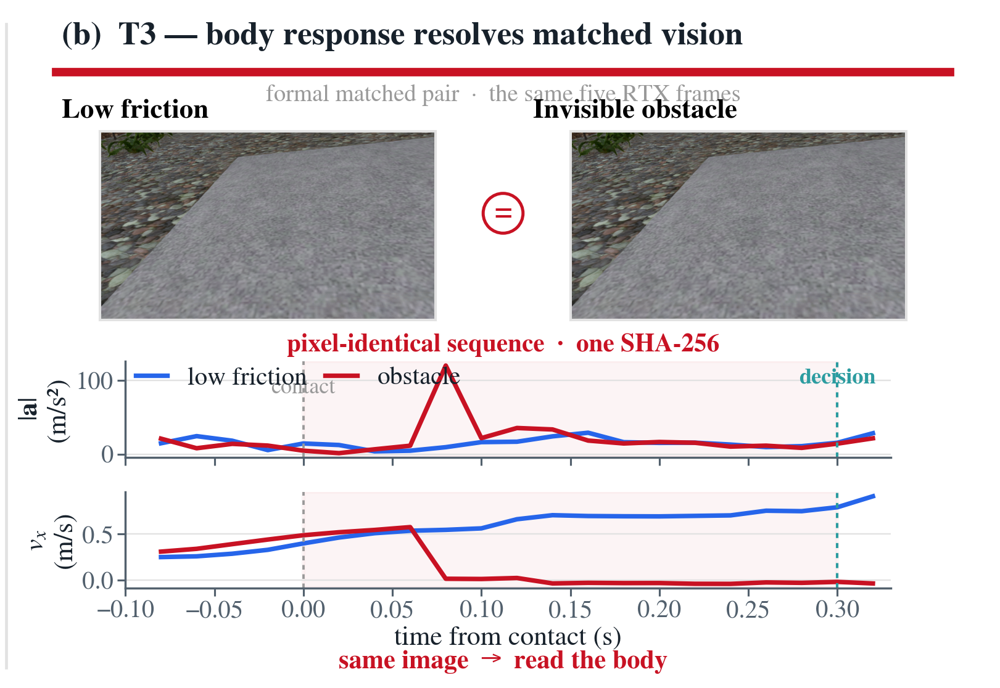 (b) T3 — body response resolves matched vision
formal matched pair · the same five RTX frames
Low friction
Invisible obstacle
=
pixel-identical sequence · one SHA-256
low friction
obstacle
contact
decision
|a|
(m/s²)
100
0
v_x
(m/s)
0.5
0.0
−0.10 −0.05 0.00 0.05 0.10 0.15 0.20 0.25 0.30
time from contact (s)
same image → read the body